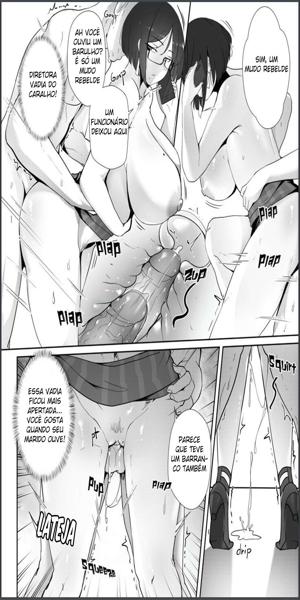 AH VOCÊ
OUVIU UM
BARULHO?
É SÓ UM
MUDO
REBELDE
SIM, UM
MUDO REBELDE
DIRETORA
VADIA DO
CARALHO!
UM
FUNCIONÁRIO
DEIXOU AQUI
Grip
PLAP
PLAP
PLAP
PLAP
PLAP
ZUP
ESSA VADIA
FICOU MAIS
APERTADA...
VOCÊ GOSTA
QUANDO SEU
MARIDO OUVE!
PARECE
QUE TEVE
UM BARRAN-
CO TAMBÉM
Squirt
PUP
PLAP
LATEJA
Squeeze
drip